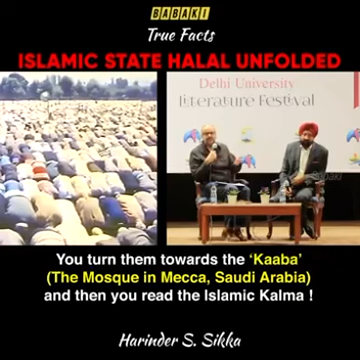 BABAKI
True Facts
ISLAMIC STATE HALAL UNFOLDED
Delhi University
Literature Festival
You turn them towards the 'Kaaba'
(The Mosque in Mecca, Saudi Arabia)
and then you read the Islamic Kalma !
Harinder S. Sikka